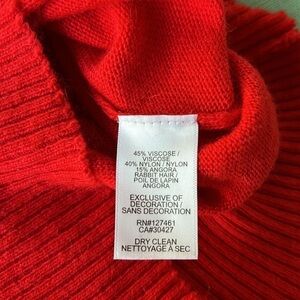 45% VISCOSE /
VISCOSE
40% NYLON / NYLON
15% ANGORA
RABBIT HAIR /
POIL DE LAPIN
ANGORA
EXCLUSIVE OF
DECORATION /
SANS DECORATION
RN#127461
CA#30427
DRY CLEAN
NETTOYAGE À SEC